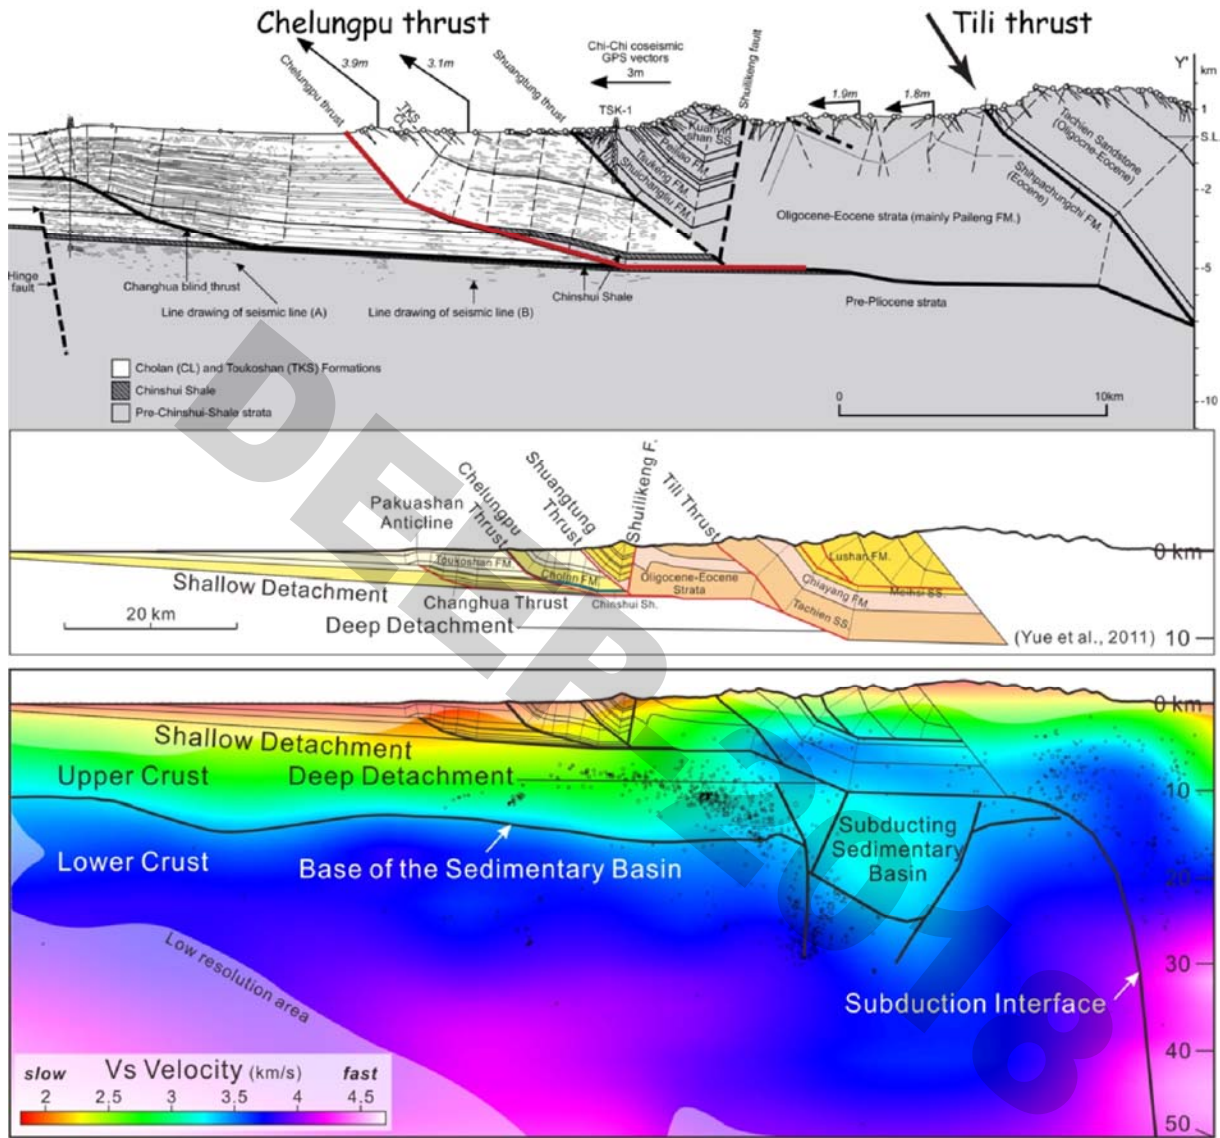 Chelungpu thrust
Tili thrust
3.9m
3.1m
Chelungpu thrust
TKS
CL
Shuangtung thrust
Chi-Chi coseismic
GPS vectors
3m
TSK-1
Shuilikeng fault
1.9m
1.8m
Y'
km
1
S.L.
-2
-5
-10
Kuanyin
shan SS.
Peiliao FM.
Tsukeng FM.
Shuichangliu FM.
Tachien Sandstone
(Oligocne-Eocene)
Shihpachungchi FM.
(Eocene)
Oligocene-Eocene strata (mainly Paileng FM.)
Hinge
fault
Changhua blind thrust
Line drawing of seismic line (A)
Line drawing of seismic line (B)
Chinshui Shale
Pre-Pliocene strata
Cholan (CL) and Toukoshan (TKS) Formations
Chinshui Shale
Pre-Chinshui-Shale strata
0
10km
Pakuashan
Anticline
Chelungpu
Thrust
Shuangtung
Thrust
Shuilikeng F.
Tili Thrust
Toukoshan FM.
Cholan FM.
Oligocene-Eocene
Strata
Lushan FM.
Meihsi SS.
Chiayang FM.
Tachien SS.
0 km
10
Shallow Detachment
Changhua Thrust
Chinshui Sh.
Deep Detachment
20 km
(Yue et al., 2011)
0 km
10
20
30
40
50
Shallow Detachment
Upper Crust
Deep Detachment
Lower Crust
Base of the Sedimentary Basin
Subducting
Sedimentary
Basin
Low resolution area
Subduction Interface
slow
Vs Velocity (km/s)
fast
2
2.5
3
3.5
4
4.5
DEEP2018